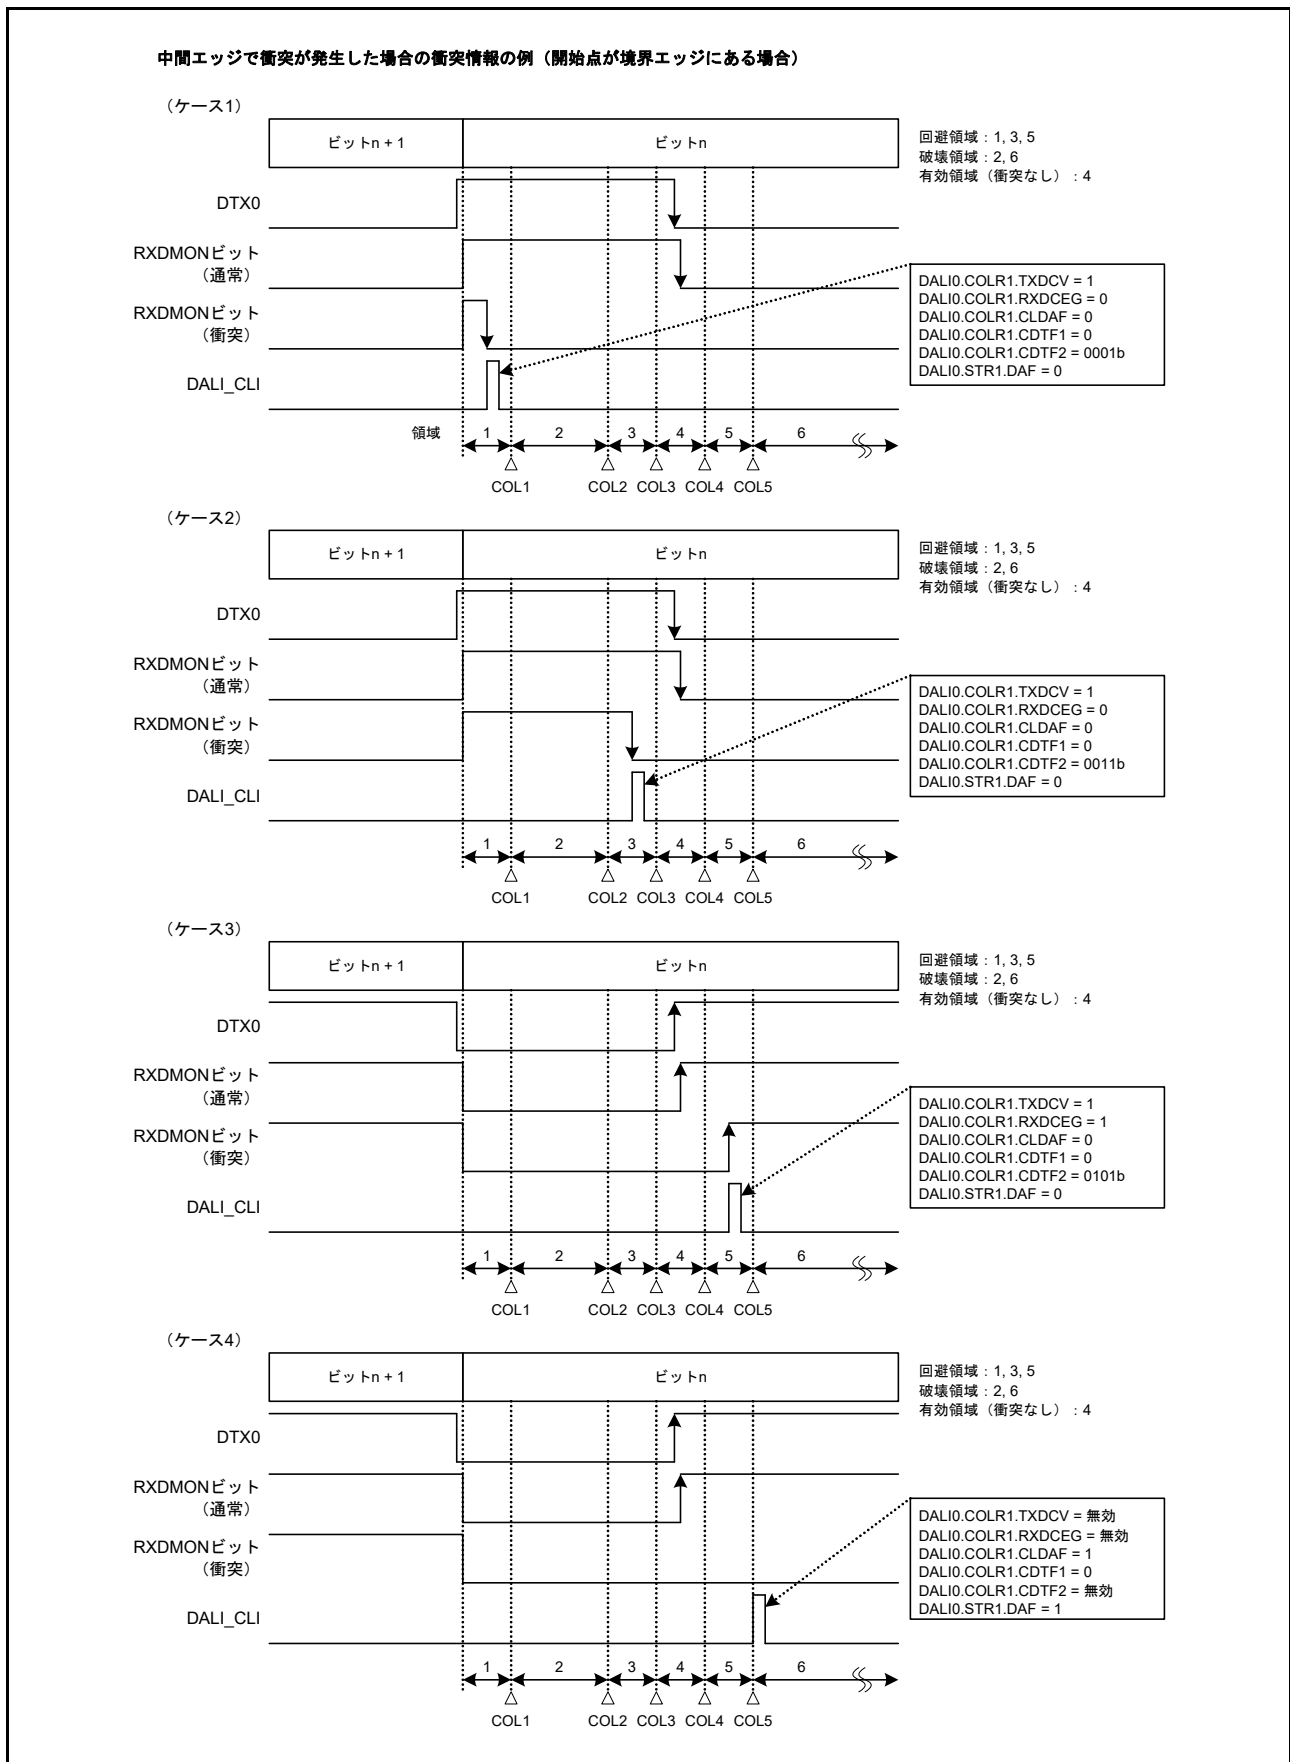 中間エッジで衝突が発生した場合の衝突情報の例（開始点が境界エッジにある場合）
（ケース1）
ビットn + 1
ビットn
回避領域：1, 3, 5
破壊領域：2, 6
有効領域（衝突なし）：4
DTX0
RXDMONビット
（通常）
RXDMONビット
（衝突）
DALI_CLI
DALI0.COLR1.TXDCV = 1
DALI0.COLR1.RXDCEG = 0
DALI0.COLR1.CLDAF = 0
DALI0.COLR1.CDTF1 = 0
DALI0.COLR1.CDTF2 = 0001b
DALI0.STR1.DAF = 0
領域 1 2 3 4 5 6
COL1 COL2 COL3 COL4 COL5
（ケース2）
ビットn + 1
ビットn
回避領域：1, 3, 5
破壊領域：2, 6
有効領域（衝突なし）：4
DTX0
RXDMONビット
（通常）
RXDMONビット
（衝突）
DALI_CLI
DALI0.COLR1.TXDCV = 1
DALI0.COLR1.RXDCEG = 0
DALI0.COLR1.CLDAF = 0
DALI0.COLR1.CDTF1 = 0
DALI0.COLR1.CDTF2 = 0011b
DALI0.STR1.DAF = 0
1 2 3 4 5 6
COL1 COL2 COL3 COL4 COL5
（ケース3）
ビットn + 1
ビットn
回避領域：1, 3, 5
破壊領域：2, 6
有効領域（衝突なし）：4
DTX0
RXDMONビット
（通常）
RXDMONビット
（衝突）
DALI_CLI
DALI0.COLR1.TXDCV = 1
DALI0.COLR1.RXDCEG = 1
DALI0.COLR1.CLDAF = 0
DALI0.COLR1.CDTF1 = 0
DALI0.COLR1.CDTF2 = 0101b
DALI0.STR1.DAF = 0
1 2 3 4 5 6
COL1 COL2 COL3 COL4 COL5
（ケース4）
ビットn + 1
ビットn
回避領域：1, 3, 5
破壊領域：2, 6
有効領域（衝突なし）：4
DTX0
RXDMONビット
（通常）
RXDMONビット
（衝突）
DALI_CLI
DALI0.COLR1.TXDCV = 無効
DALI0.COLR1.RXDCEG = 無効
DALI0.COLR1.CLDAF = 1
DALI0.COLR1.CDTF1 = 0
DALI0.COLR1.CDTF2 = 無効
DALI0.STR1.DAF = 1
1 2 3 4 5 6
COL1 COL2 COL3 COL4 COL5